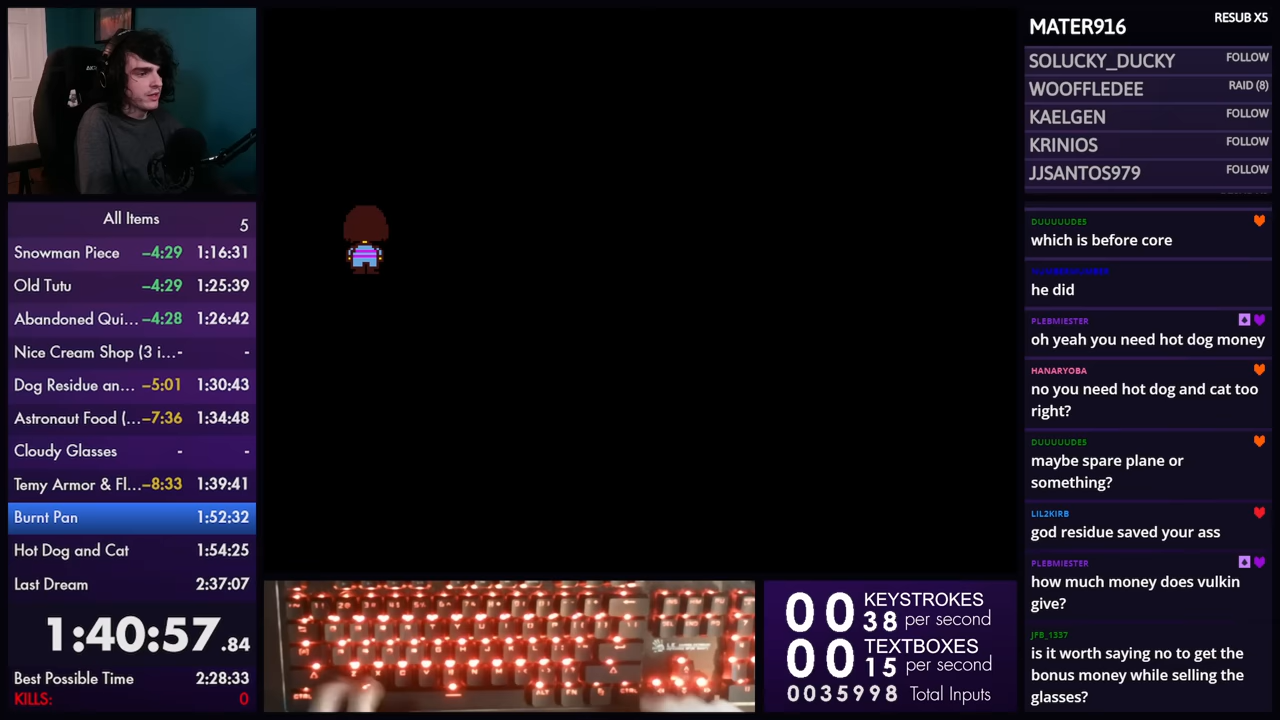 All Items 5
Snowman Piece −4:29 1:16:31
Old Tutu −4:29 1:25:39
Abandoned Qui... −4:28 1:26:42
Nice Cream Shop (3 i... - -
Dog Residue an... −5:01 1:30:43
Astronaut Food (... −7:36 1:34:48
Cloudy Glasses - -
Temy Armor & Fl... −8:33 1:39:41
Burnt Pan 1:52:32
Hot Dog and Cat 1:54:25
Last Dream 2:37:07
1:40:57.84
Best Possible Time 2:28:33
KILLS: 0
00 KEYSTROKES
38 per second
00 TEXTBOXES
15 per second
0035998 Total Inputs
MATER916 RESUB X5
SOLUCKY_DUCKY FOLLOW
WOOFFLEDEE RAID (8)
KAELGEN FOLLOW
KRINIOS FOLLOW
JJSANTOS979 FOLLOW
DUUUUUDE5
which is before core
he did
PLEBMIESTER
oh yeah you need hot dog money
HANARYOBA
no you need hot dog and cat too
right?
DUUUUUDE5
maybe spare plane or
something?
LIL2KIRB
god residue saved your ass
PLEBMIESTER
how much money does vulkin
give?
JFB_1337
is it worth saying no to get the
bonus money while selling the
glasses?